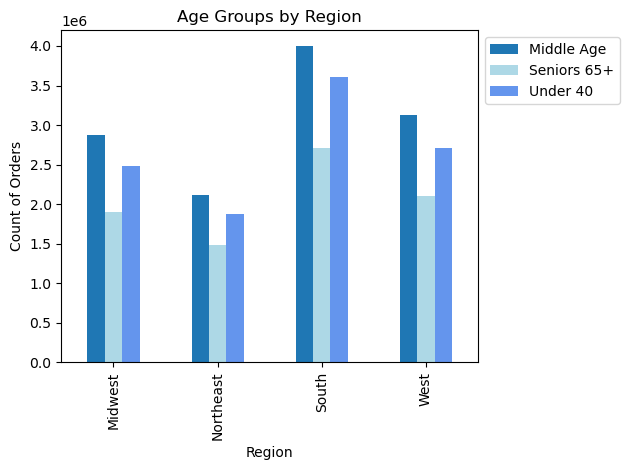 Age Groups by Region
1e6
4.0
3.5
3.0
2.5
2.0
1.5
1.0
0.5
0.0
Count of Orders
Midwest
Northeast
South
West
Region
Middle Age
Seniors 65+
Under 40